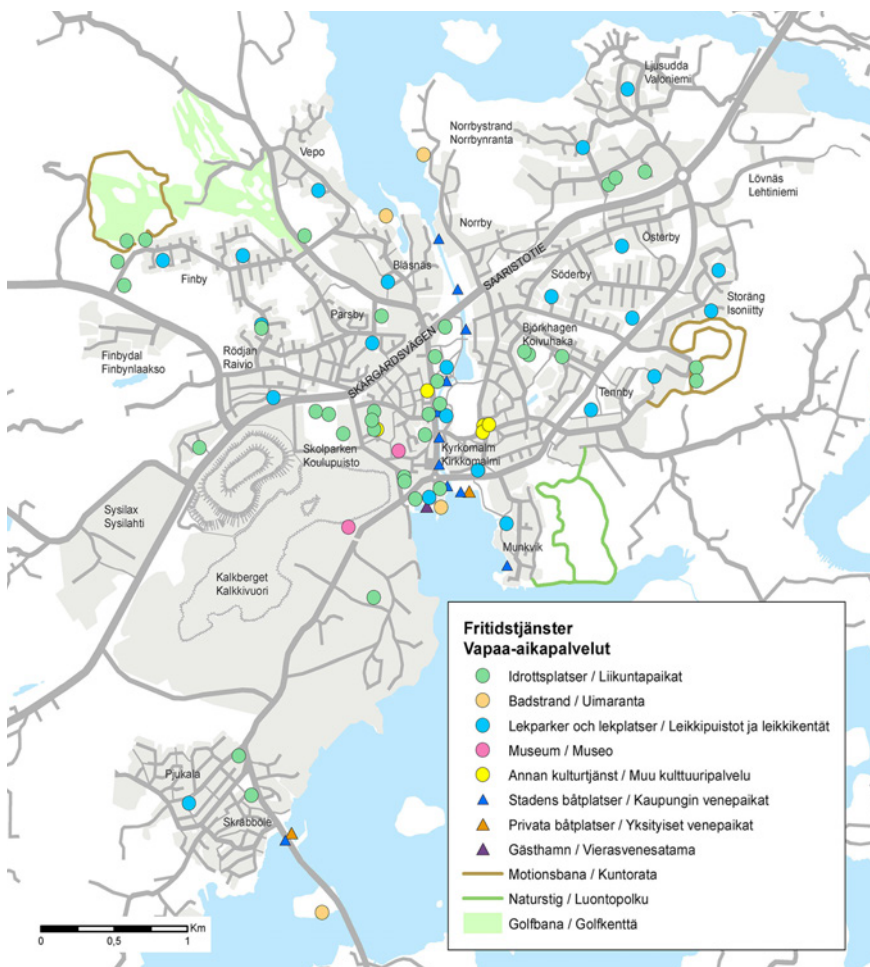 Ljusudda
Valoniemi
Norrbystrand
Norrbynranta
Vepo
Lövnäs
Lehtiniemi
Norrby
Österby
SAARISTOTIE
Bläsnäs
Finby
Söderby
Storäng
Isoniitty
Pärsby
Björkhagen
Koivuhaka
SKÄRGÅRDSVÄGEN
Finbydal
Finbynlaakso
Rödjan
Raivio
Tennby
Skolparken
Koulupuisto
Kyrkomalm
Kirkkomalmi
Sysilax
Sysilahti
Munkvik
Kalkberget
Kalkkivuori
Pjukala
Skräbböle
Fritidstjänster
Vapaa-aikapalvelut
Idrottsplatser / Liikuntapaikat
Badstrand / Uimaranta
Lekparker och lekplatser / Leikkipuistot ja leikkikentät
Museum / Museo
Annan kulturtjänst / Muu kulttuuripalvelu
Stadens båtplatser / Kaupungin venepaikat
Privata båtplatser / Yksityiset venepaikat
Gästhamn / Vierasvenesatama
Motionsbana / Kuntorata
Naturstig / Luontopolku
Golfbana / Golfkenttä
Km
0 0,5 1